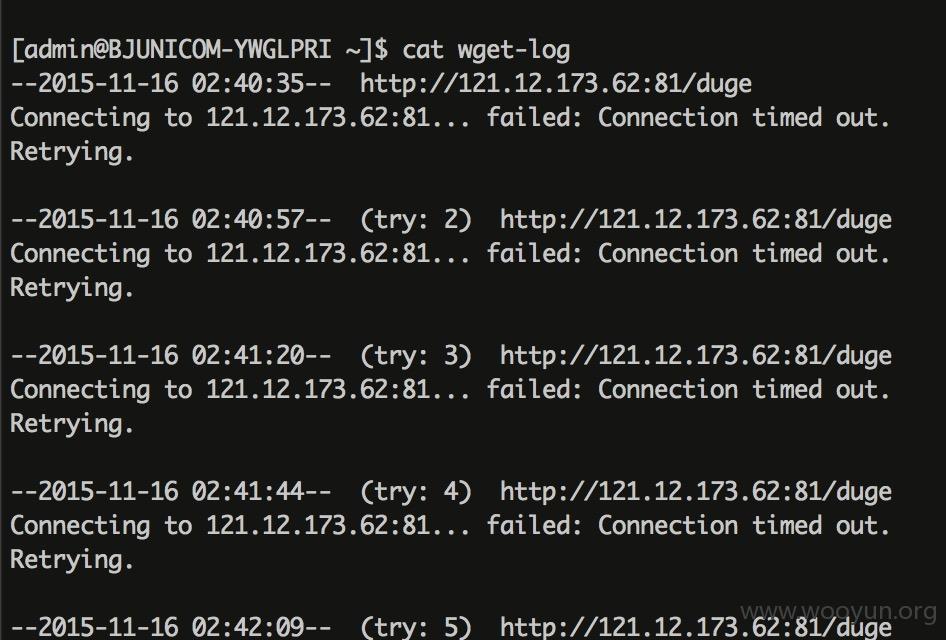 [admin@BJUNICOM-YWGLPRI ~]$ cat wget-log
--2015-11-16 02:40:35--  http://121.12.173.62:81/duge
Connecting to 121.12.173.62:81... failed: Connection timed out.
Retrying.
--2015-11-16 02:40:57--  (try: 2)  http://121.12.173.62:81/duge
Connecting to 121.12.173.62:81... failed: Connection timed out.
Retrying.
--2015-11-16 02:41:20--  (try: 3)  http://121.12.173.62:81/duge
Connecting to 121.12.173.62:81... failed: Connection timed out.
Retrying.
--2015-11-16 02:41:44--  (try: 4)  http://121.12.173.62:81/duge
Connecting to 121.12.173.62:81... failed: Connection timed out.
Retrying.
www.wooyun.org
--2015-11-16 02:42:09--  (try: 5)  http://121.12.173.62:81/duge